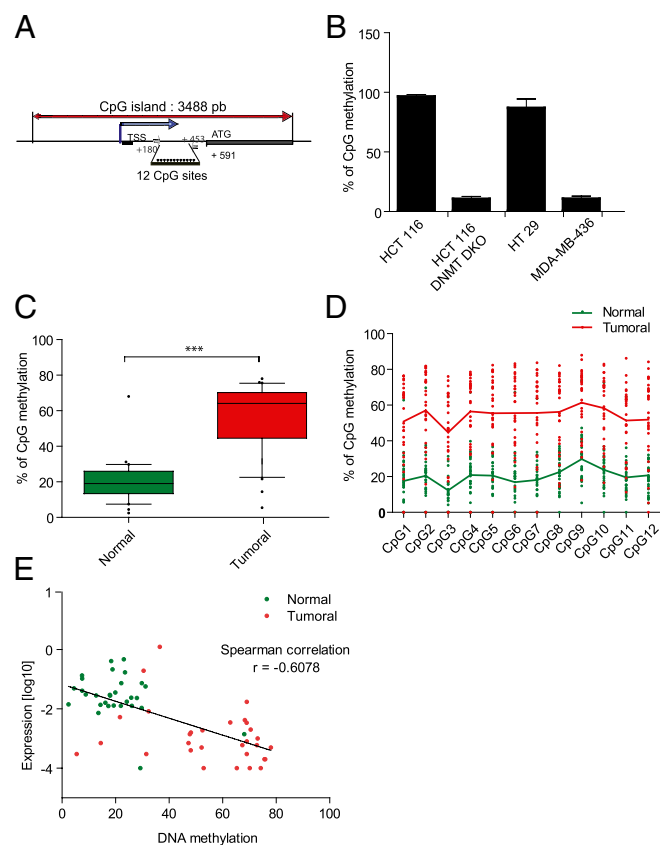 A
CpG island : 3488 pb
TSS
+180
+ 453
ATG
+ 591
12 CpG sites
B
% of CpG methylation
150
100
50
0
HCT 116
HCT 116
DNMT DKO
HT 29
MDA-MB-436
C
% of CpG methylation
100
80
60
40
20
0
***
Normal
Tumoral
D
Normal
Tumoral
% of CpG methylation
100
80
60
40
20
0
CpG1
CpG2
CpG3
CpG4
CpG5
CpG6
CpG7
CpG8
CpG9
CpG10
CpG11
CpG12
E
Normal
Tumoral
Spearman correlation
r = -0.6078
Expression [log10]
1
0
-2
-4
0
20
40
60
80
100
DNA methylation